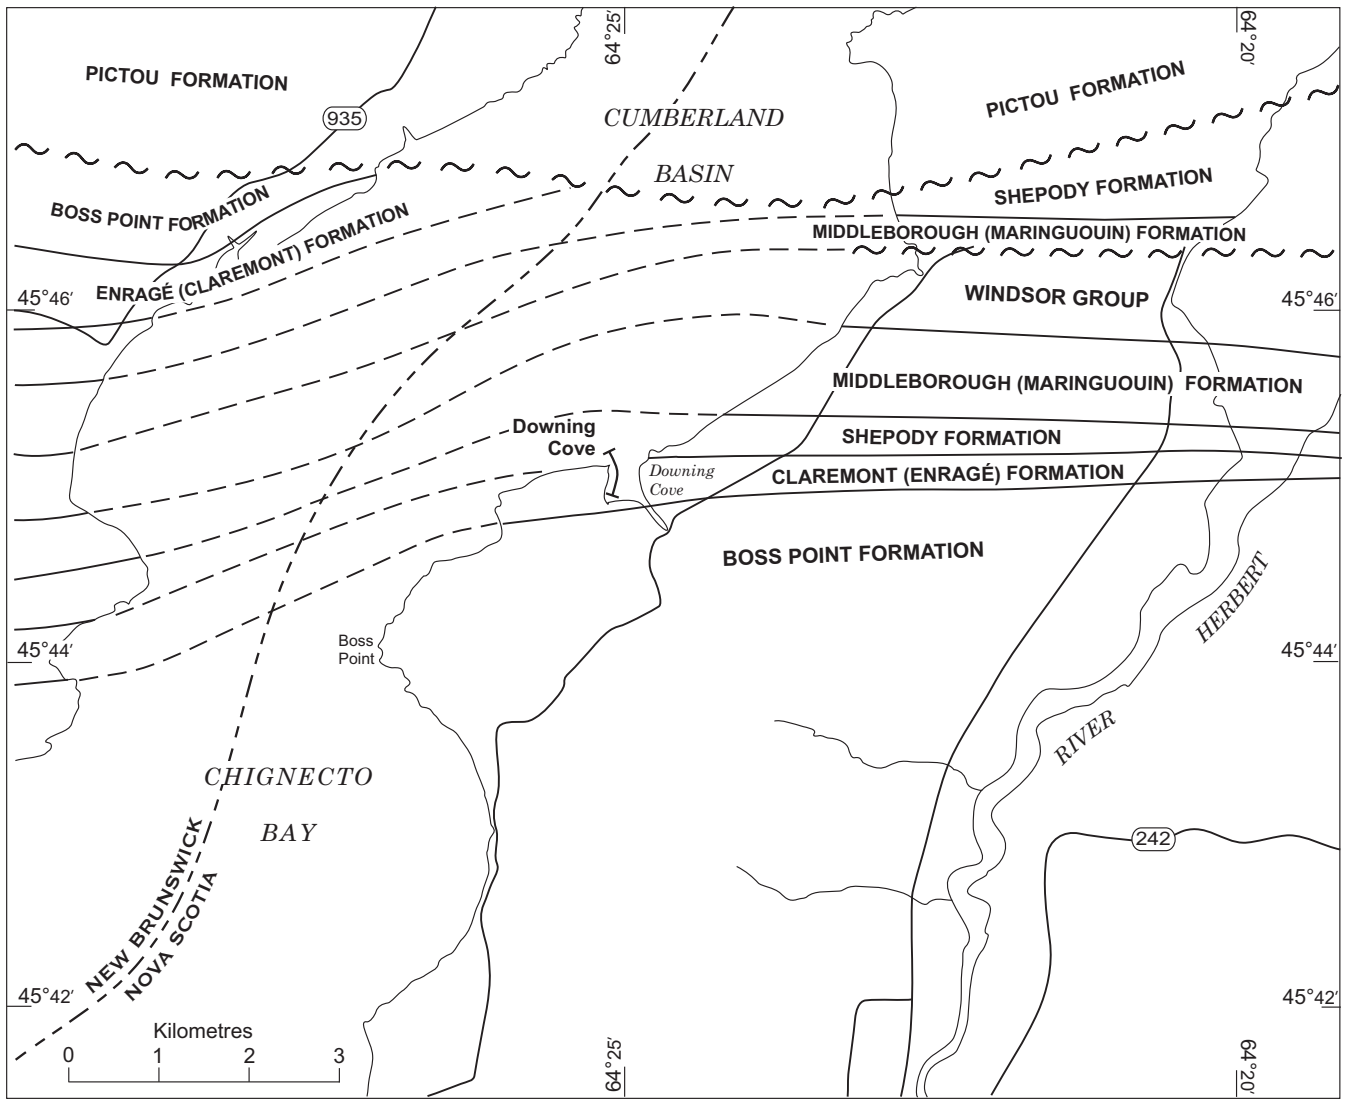 64°25′
64°20′
PICTOU FORMATION
PICTOU FORMATION
935
CUMBERLAND
BASIN
SHEPODY FORMATION
BOSS POINT FORMATION
MIDDLEBOROUGH (MARINGUOUIN) FORMATION
ENRAGÉ (CLAREMONT) FORMATION
45°46′
WINDSOR GROUP
45°46′
MIDDLEBOROUGH (MARINGUOUIN) FORMATION
Downing
Cove
SHEPODY FORMATION
Downing
Cove
CLAREMONT (ENRAGÉ) FORMATION
BOSS POINT FORMATION
HERBERT
RIVER
Boss
Point
45°44′
45°44′
CHIGNECTO
BAY
242
NEW BRUNSWICK
NOVA SCOTIA
45°42′
45°42′
Kilometres
0 1 2 3
64°25′
64°20′